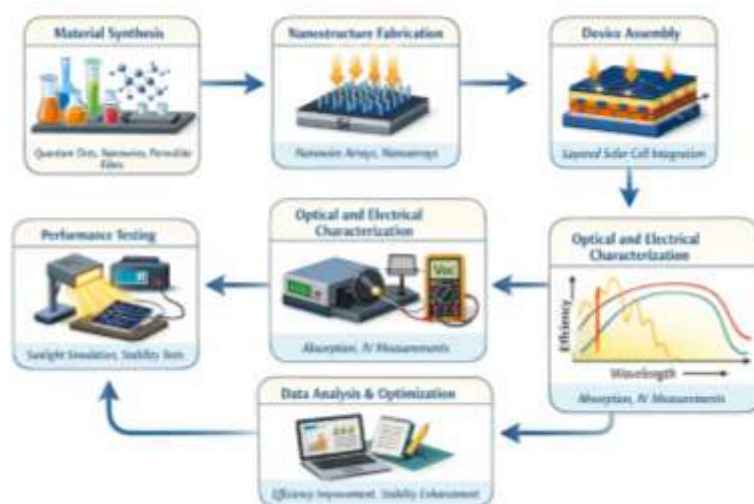 Material Synthesis
Quantum Dots, Nanowires, Perovskite
Films
Nanostructure Fabrication
Nanowire Arrays, Nanoarrays
Device Assembly
Layered Solar Cell Integration
Performance Testing
Sunlight Simulation, Stability Tests
Optical and Electrical
Characterization
Voc
Absorption, IV Measurements
Optical and Electrical
Characterization
Efficiency
Wavelength
Absorption, IV Measurements
Data Analysis & Optimization
Efficiency Improvement, Stability Enhancement